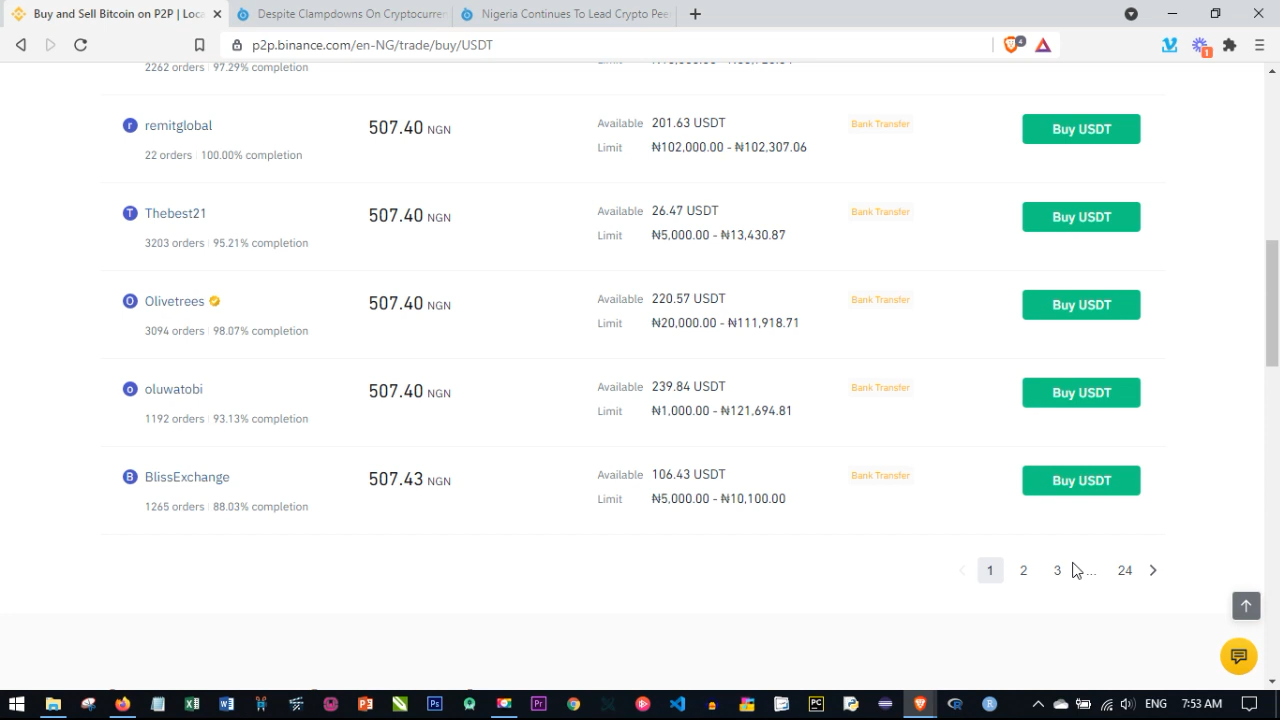 Buy and Sell Bitcoin on P2P | Loca
Despite Clampdowns On Cryptocurren
Nigeria Continues To Lead Crypto Pee
p2p.binance.com/en-NG/trade/buy/USDT
4
1
2262 orders | 97.29% completion
r remitglobal
507.40 NGN
Available 201.63 USDT
Bank Transfer
Buy USDT
22 orders | 100.00% completion
Limit ₦102,000.00 - ₦102,307.06
T Thebest21
507.40 NGN
Available 26.47 USDT
Bank Transfer
Buy USDT
3203 orders | 95.21% completion
Limit ₦5,000.00 - ₦13,430.87
O Olivetrees
507.40 NGN
Available 220.57 USDT
Bank Transfer
Buy USDT
3094 orders | 98.07% completion
Limit ₦20,000.00 - ₦111,918.71
o oluwatobi
507.40 NGN
Available 239.84 USDT
Bank Transfer
Buy USDT
1192 orders | 93.13% completion
Limit ₦1,000.00 - ₦121,694.81
B BlissExchange
507.43 NGN
Available 106.43 USDT
Bank Transfer
Buy USDT
1265 orders | 88.03% completion
Limit ₦5,000.00 - ₦10,100.00
1 2 3 ... 24
ENG 7:53 AM